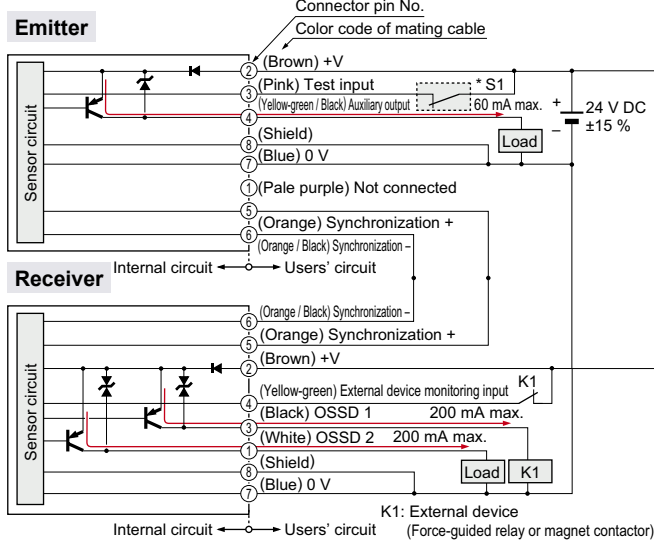 Connector pin No.
Emitter
Color code of mating cable
2 (Brown) +V
3 (Pink) Test input
* S1
(Yellow-green / Black) Auxiliary output
60 mA max.
4
+
24 V DC
–
±15 %
Load
8 (Shield)
7 (Blue) 0 V
Sensor circuit
1 (Pale purple) Not connected
5
(Orange) Synchronization +
6
(Orange / Black) Synchronization –
Internal circuit
Users' circuit
Receiver
(Orange / Black) Synchronization –
6
(Orange) Synchronization +
5
(Brown) +V
2
K1
(Yellow-green) External device monitoring input
4
(Black) OSSD 1 200 mA max.
3
(White) OSSD 2 200 mA max.
1
Sensor circuit
(Shield)
8
Load
K1
(Blue) 0 V
7
K1: External device
Internal circuit
Users' circuit
(Force-guided relay or magnet contactor)